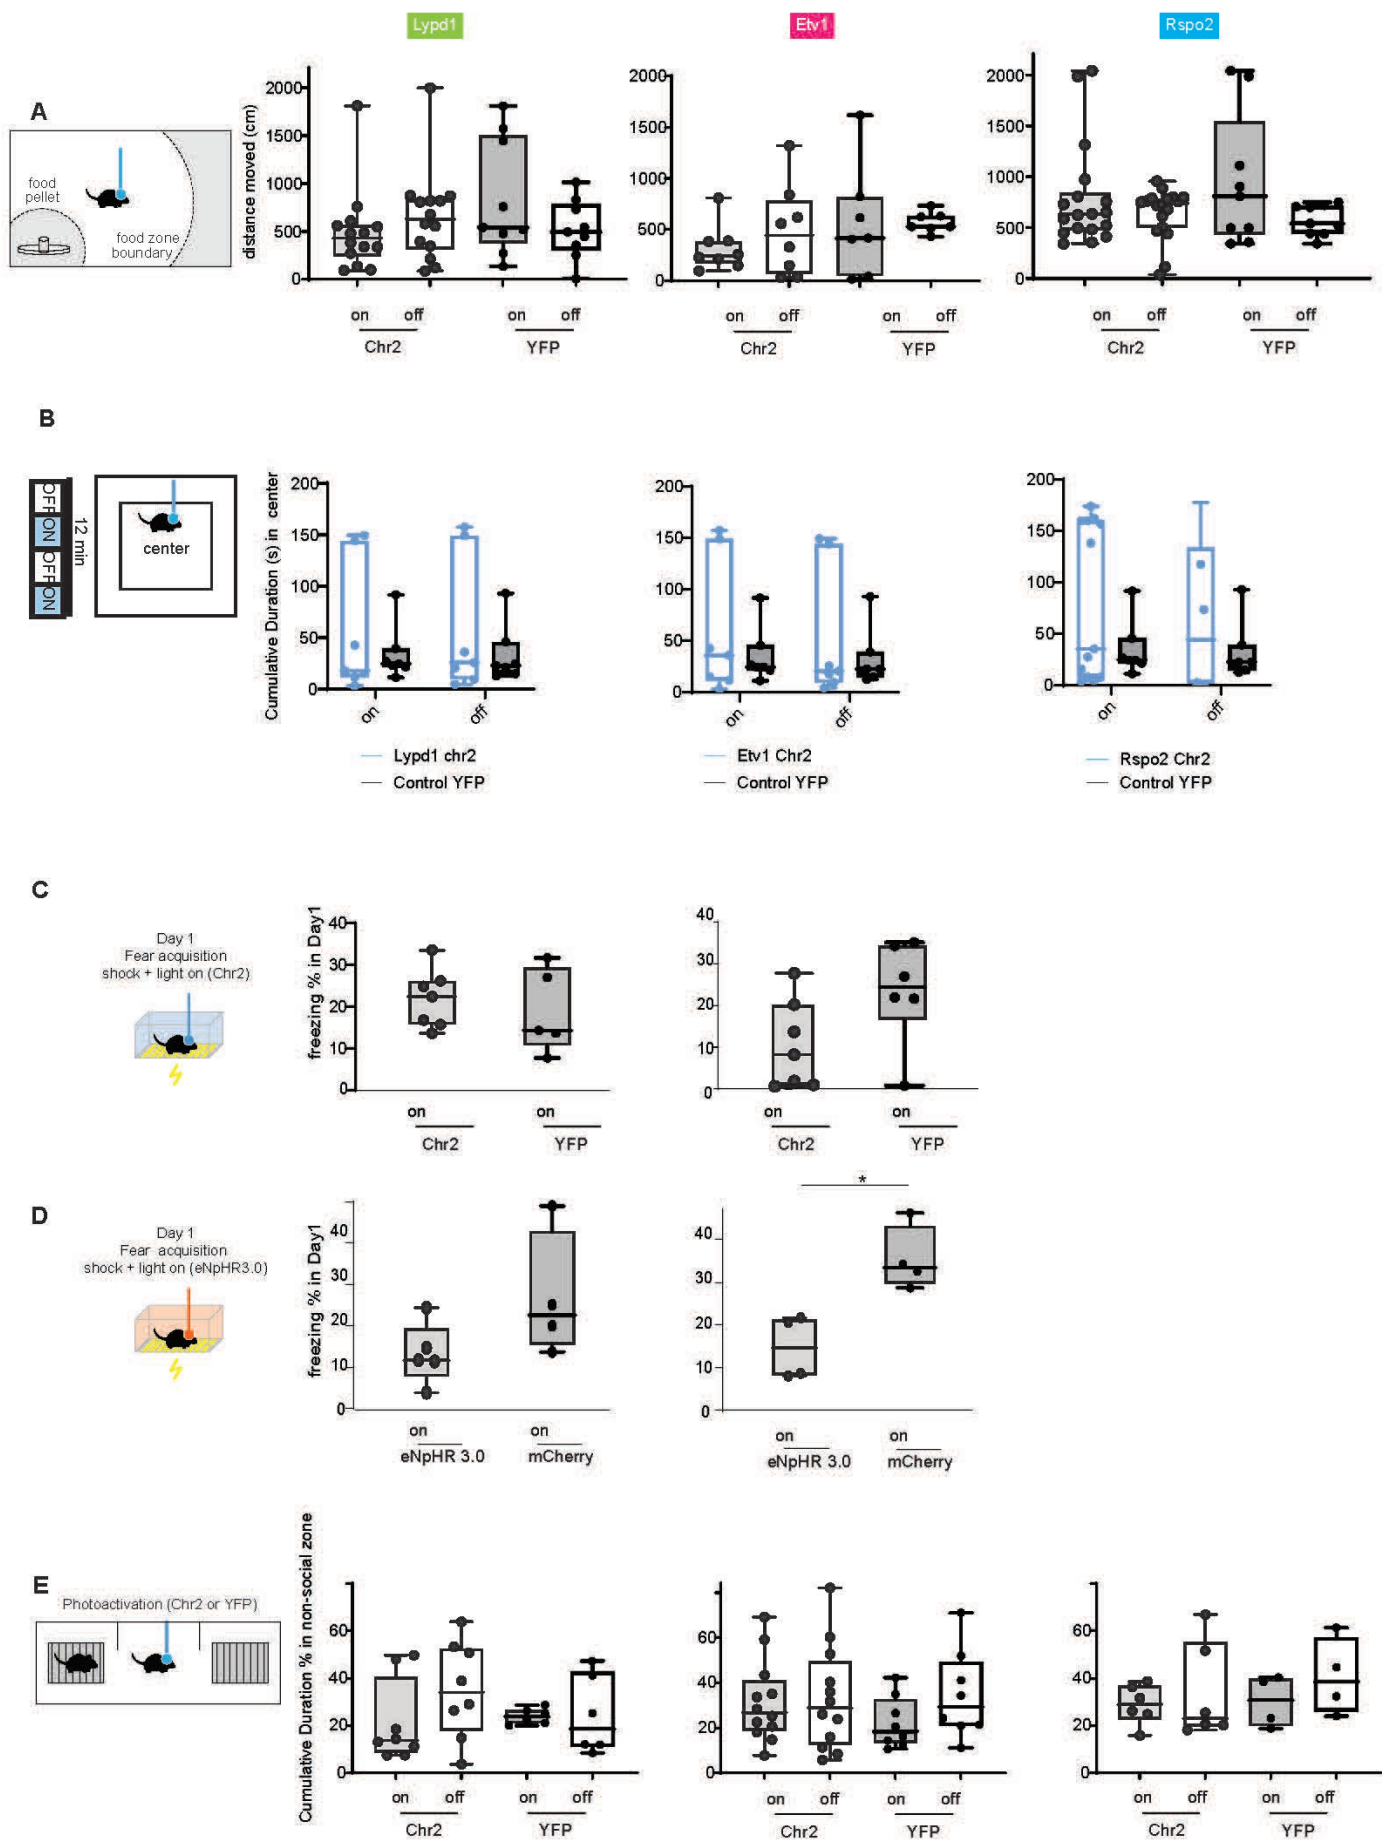 Lypd1
Etv1
Rspo2
A
food
pellet
food zone
boundary
distance moved (cm)
2000
1500
1000
500
0
on off on off
Chr2 YFP
2000
1500
1000
500
0
on off on off
Chr2 YFP
2000
1500
1000
500
0
on off on off
Chr2 YFP
B
OFF
ON
OFF
ON
12 min
center
Cumulative Duration (s) in center
200
150
100
50
0
on off
Lypd1 chr2
Control YFP
200
150
100
50
0
on off
Etv1 Chr2
Control YFP
200
150
100
50
0
on off
Rspo2 Chr2
Control YFP
C
Day 1
Fear acquisition
shock + light on (Chr2)
freezing % in Day1
40
30
20
10
0
on on
Chr2 YFP
40
30
20
10
0
on on
Chr2 YFP
D
Day 1
Fear acquisition
shock + light on (eNpHR3.0)
freezing % in Day1
40
30
20
10
0
on on
eNpHR 3.0 mCherry
*
40
30
20
10
0
on on
eNpHR 3.0 mCherry
E
Photoactivation (Chr2 or YFP)
Cumulative Duration % in non-social zone
60
40
20
0
on off on off
Chr2 YFP
60
40
20
0
on off on off
Chr2 YFP
60
40
20
0
on off on off
Chr2 YFP